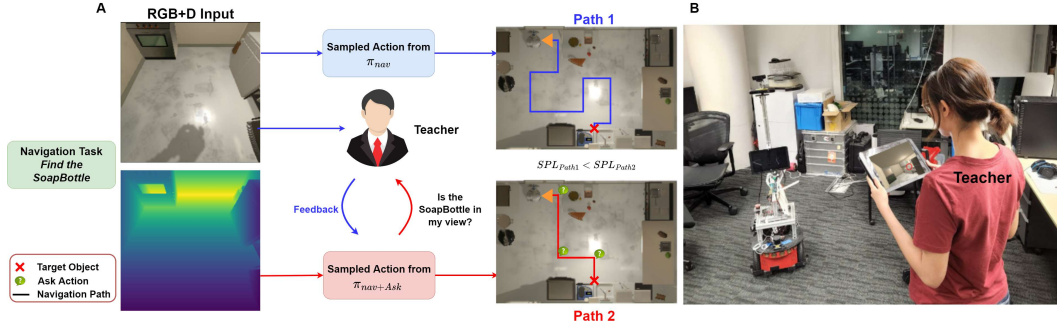 A
RGB+D Input
Navigation Task
Find the
SoapBottle
Target Object
? Ask Action
Navigation Path
Sampled Action from
π_nav
Teacher
Feedback
Is the
SoapBottle in
my view?
Sampled Action from
π_nav+Ask
Path 1
SPL_Path1 < SPL_Path2
?
?
?
Path 2
B
Teacher